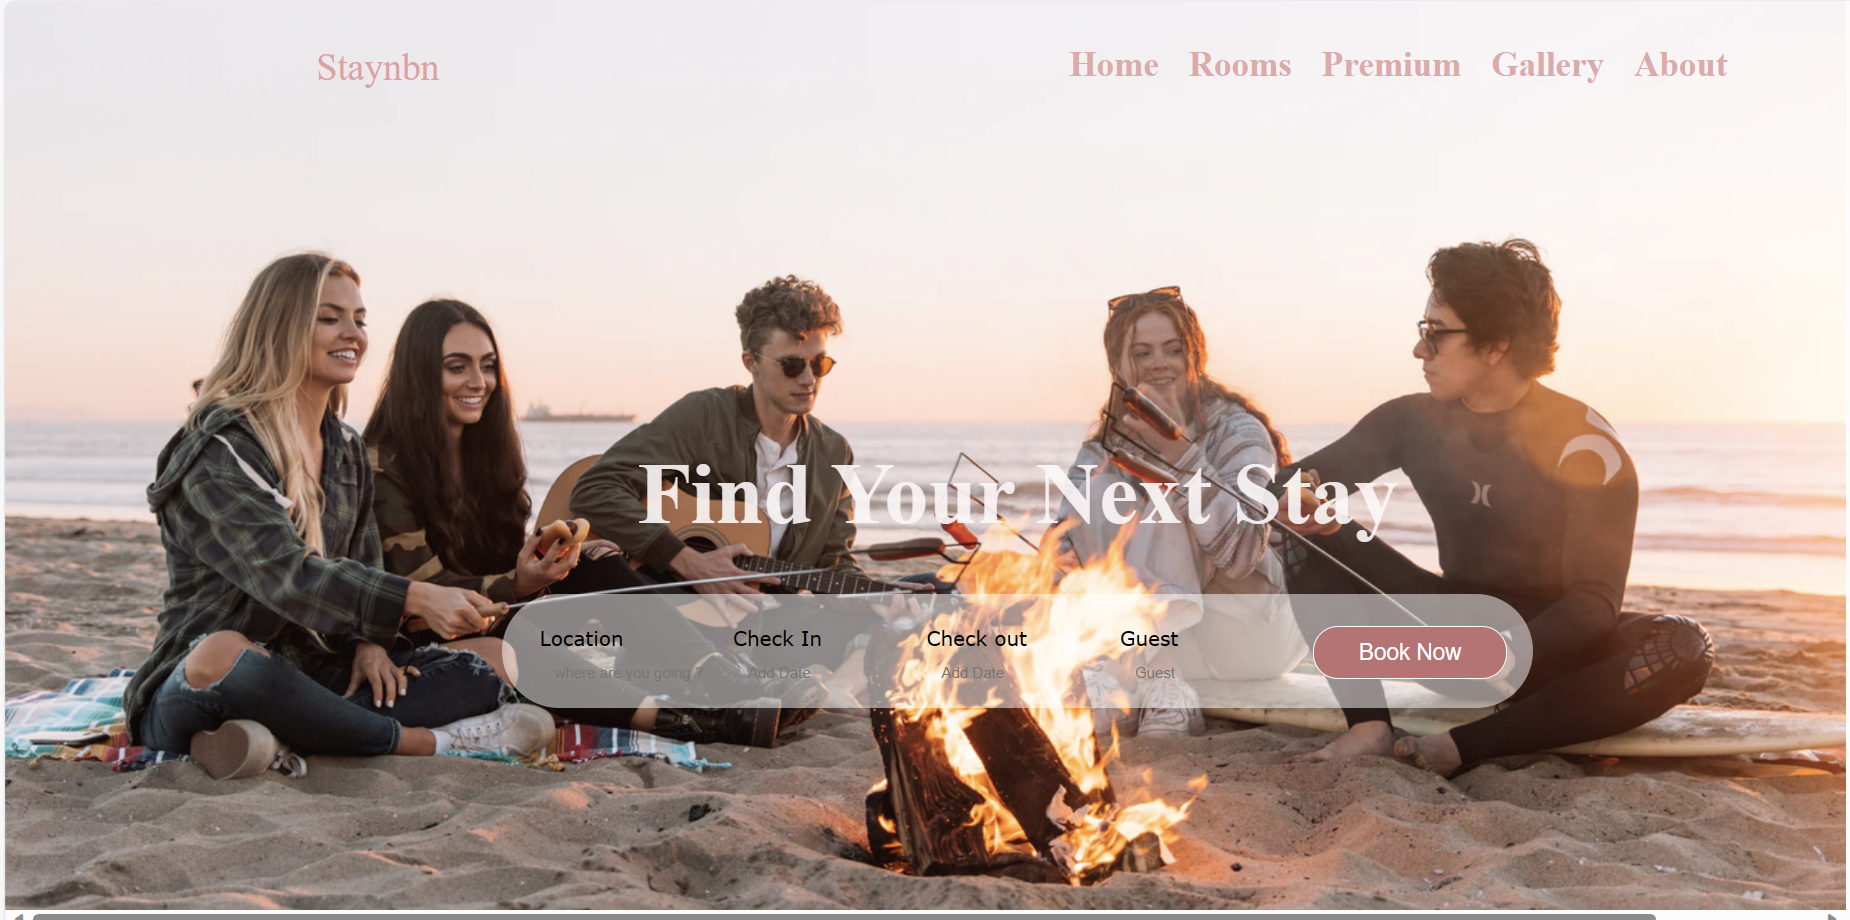 Staynbn
Home Rooms Premium Gallery About
Find Your Next Stay
Location Check In Check out Guest
where are you going ? Add Date Add Date Guest
Book Now